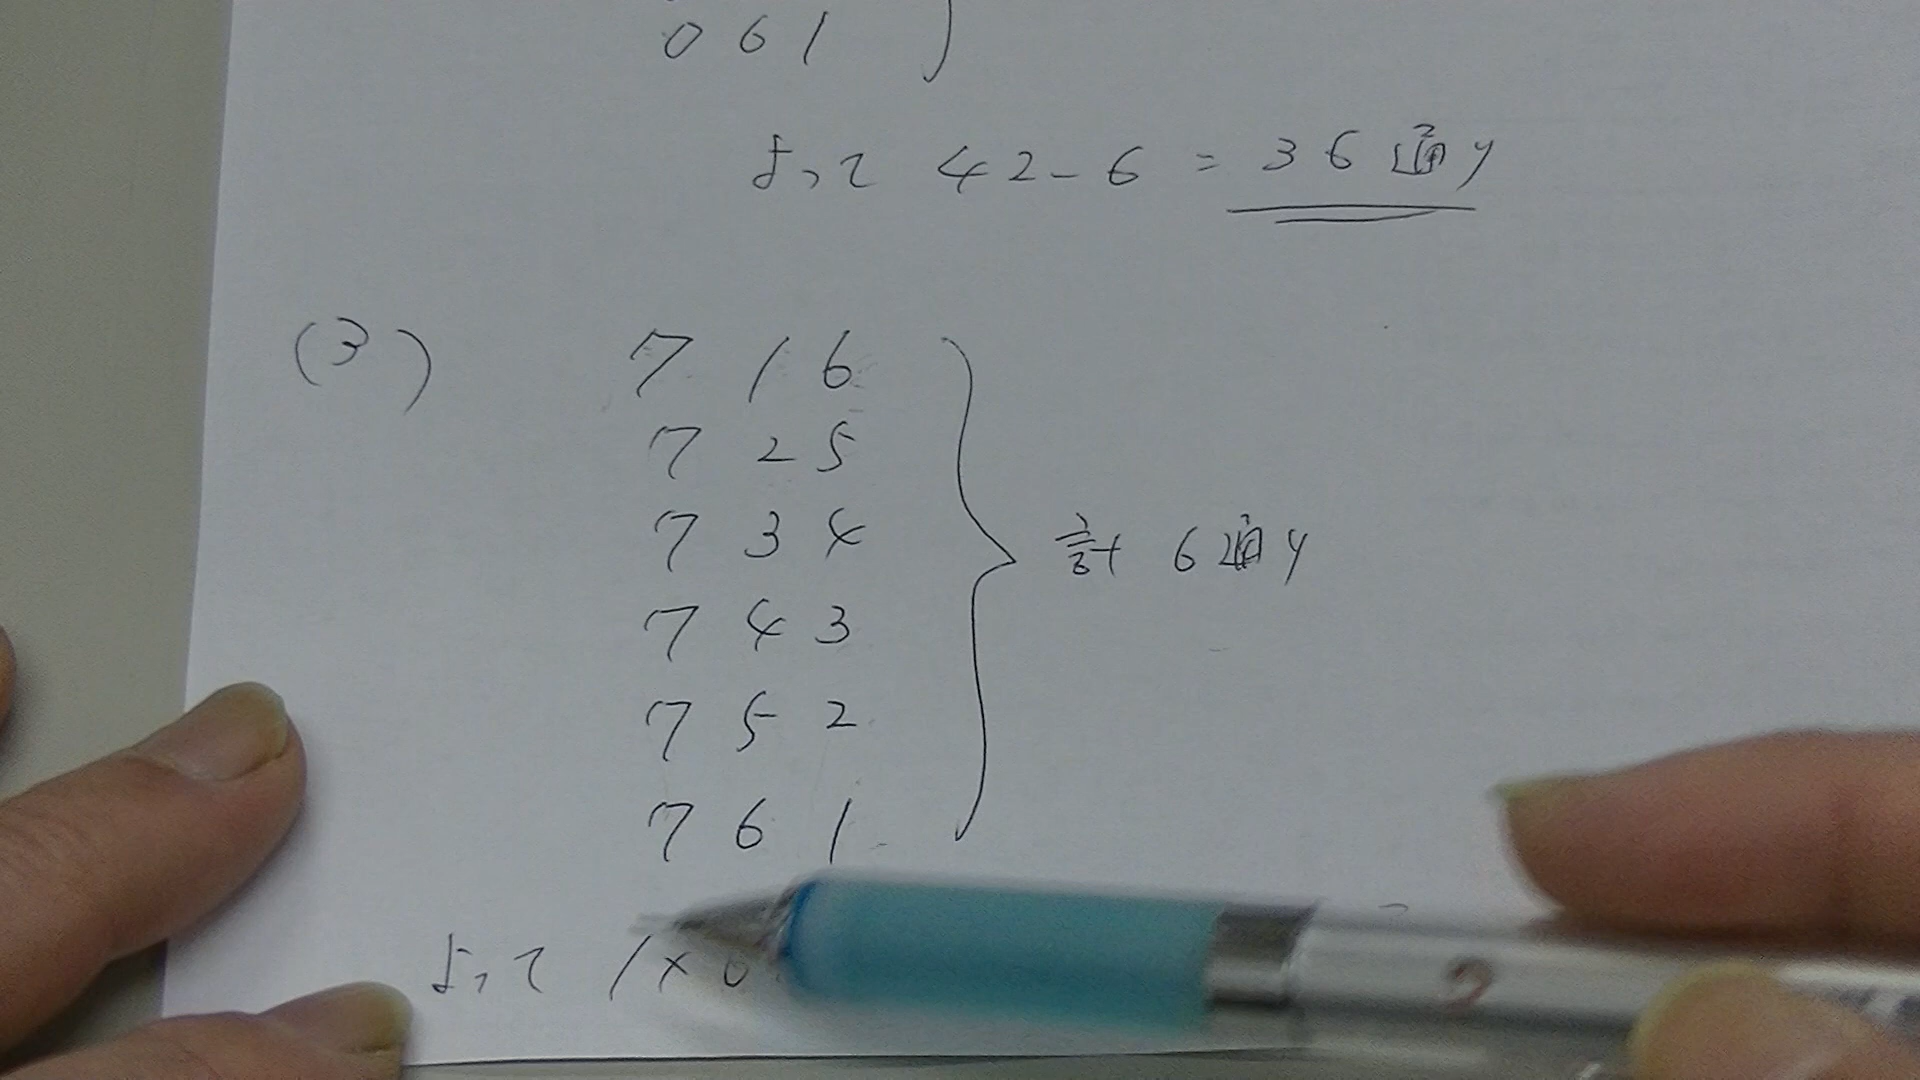 0 6 1 )
よって 42-6 = 36通り
(3) 7 1 6
7 2 5
7 3 4
7 4 3 計 6通り
7 5 2
7 6 1
よって 1×0